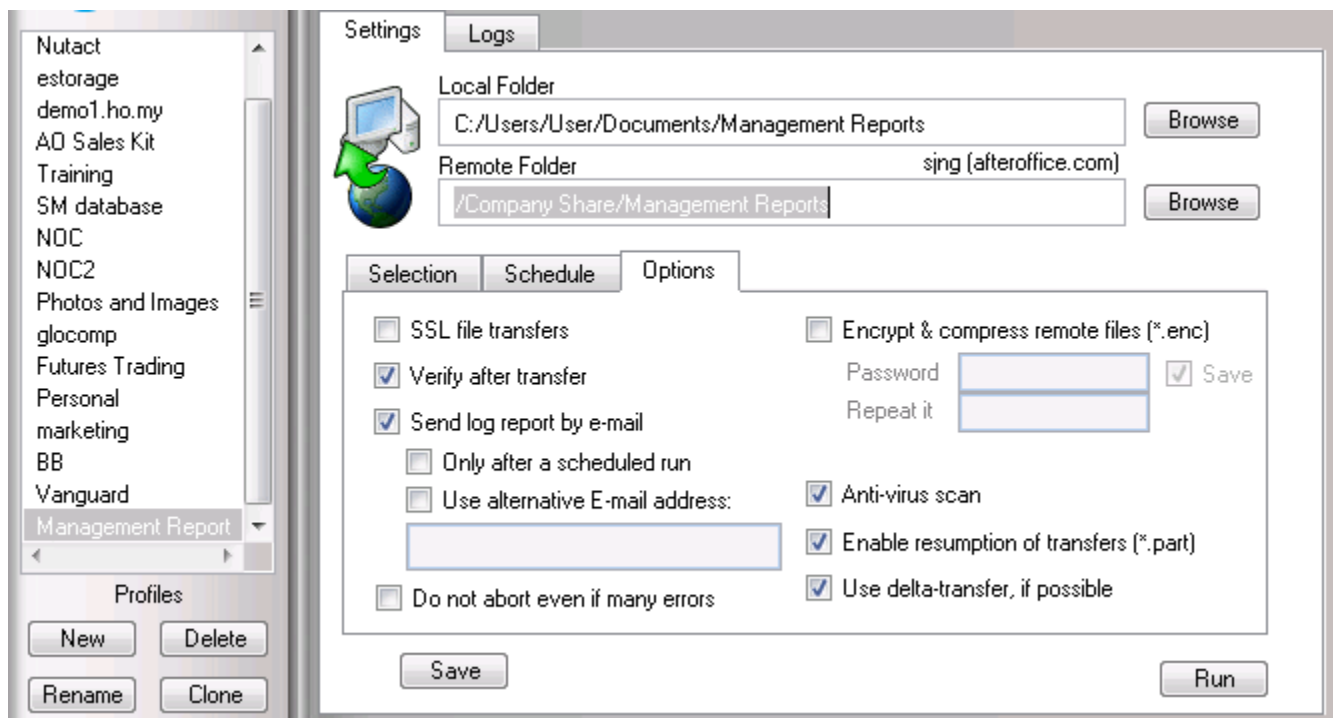 Nutact
estorage
demo1.ho.my
AO Sales Kit
Training
SM database
NOC
NOC2
Photos and Images
glocomp
Futures Trading
Personal
marketing
BB
Vanguard
Management Report
Profiles
New Delete
Rename Clone
Settings Logs
Local Folder
C:/Users/User/Documents/Management Reports Browse
Remote Folder sjng (afteroffice.com)
/Company Share/Management Reports Browse
Selection Schedule Options
SSL file transfers
Verify after transfer
Send log report by e-mail
Only after a scheduled run
Use alternative E-mail address:
Do not abort even if many errors
Encrypt & compress remote files (*.enc)
Password Save
Repeat it
Anti-virus scan
Enable resumption of transfers (*.part)
Use delta-transfer, if possible
Save Run